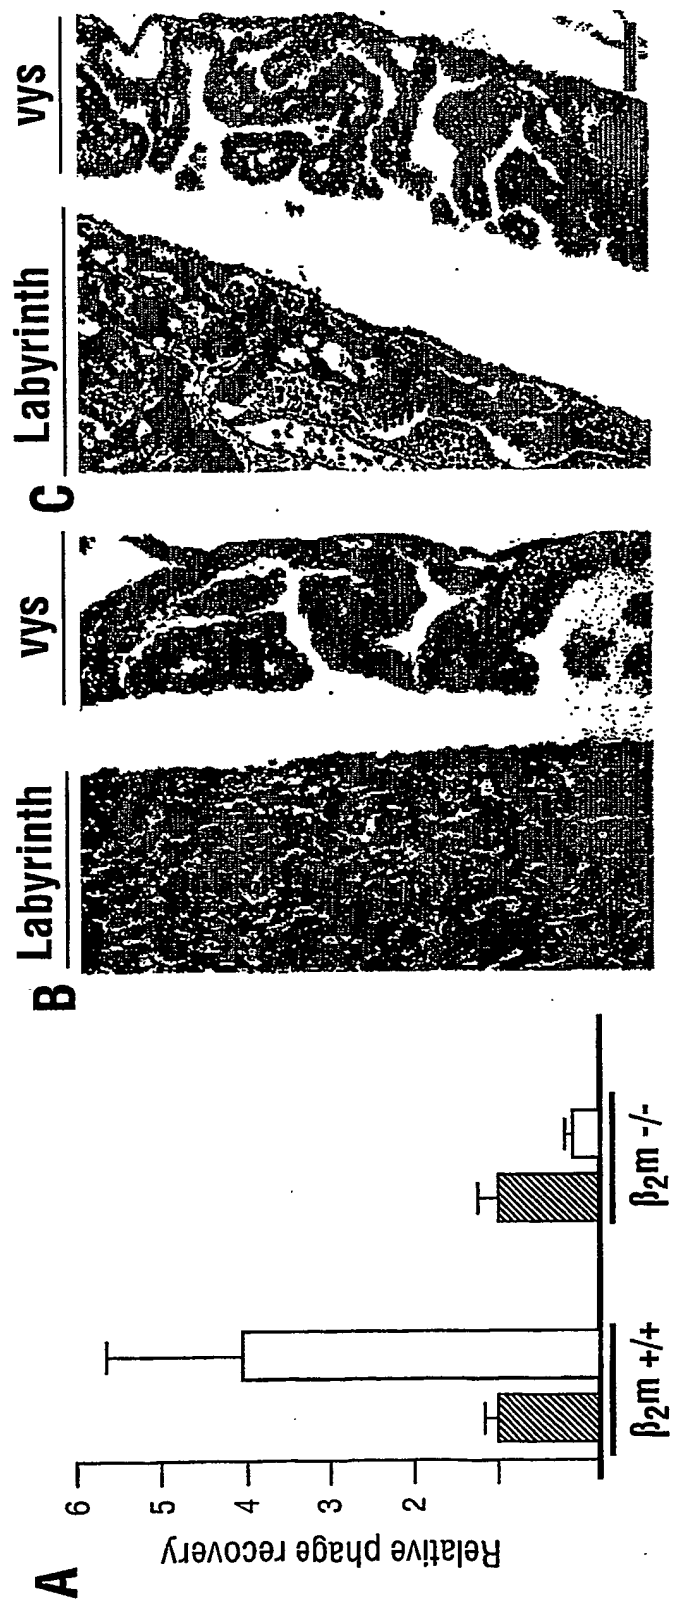 A
Relative phage recovery
6
5
4
3
2
β2m +/+
β2m -/-
B
Labyrinth
vys
C
Labyrinth
vys